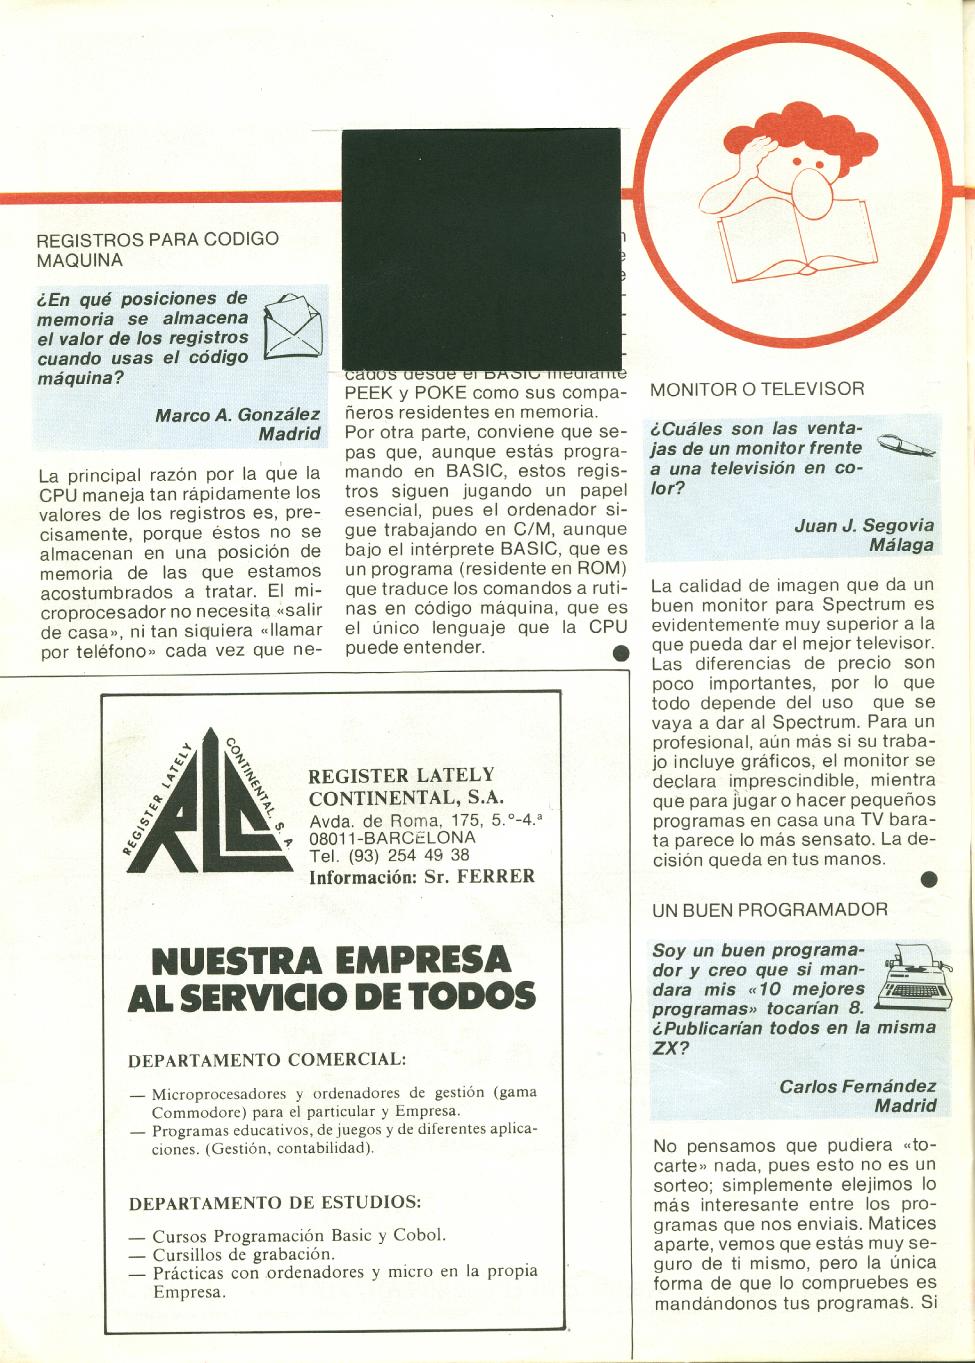 REGISTROS PARA CODIGO
MAQUINA
¿En qué posiciones de
memoria se almacena
el valor de los registros
cuando usas el código
máquina?
Marco A. González
Madrid
La principal razón por la que la
CPU maneja tan rápidamente los
valores de los registros es, pre-
cisamente, porque éstos no se
almacenan en una posición de
memoria de las que estamos
acostumbrados a tratar. El mi-
croprocesador no necesita «salir
de casa», ni tan siquiera «llamar
por teléfono» cada vez que ne-
cados desde el BASIC mediante
PEEK y POKE como sus compa-
ñeros residentes en memoria.
Por otra parte, conviene que se-
pas que, aunque estás progra-
mando en BASIC, estos regis-
tros siguen jugando un papel
esencial, pues el ordenador si-
gue trabajando en C/M, aunque
bajo el intérprete BASIC, que es
un programa (residente en ROM)
que traduce los comandos a ruti-
nas en código máquina, que es
el único lenguaje que la CPU
puede entender.
MONITOR O TELEVISOR
¿Cuáles son las venta-
jas de un monitor frente
a una televisión en co-
lor?
Juan J. Segovia
Málaga
La calidad de imagen que da un
buen monitor para Spectrum es
evidentemente muy superior a la
que pueda dar el mejor televisor.
Las diferencias de precio son
poco importantes, por lo que
todo depende del uso que se
vaya a dar al Spectrum. Para un
profesional, aún más si su traba-
jo incluye gráficos, el monitor se
declara imprescindible, mientra
que para jugar o hacer pequeños
programas en casa una TV bara-
ta parece lo más sensato. La de-
cisión queda en tus manos.
UN BUEN PROGRAMADOR
Soy un buen programa-
dor y creo que si man-
dara mis «10 mejores
programas» tocarían 8.
¿Publicarían todos en la misma
ZX?
Carlos Fernández
Madrid
No pensamos que pudiera «to-
carte» nada, pues esto no es un
sorteo; simplemente elejimos lo
más interesante entre los pro-
gramas que nos enviais. Matices
aparte, vemos que estás muy se-
guro de ti mismo, pero la única
forma de que lo compruebes es
mandándonos tus programas. Si
REGISTER LATELY CONTINENTAL, S. A.
RLC
REGISTER LATELY
CONTINENTAL, S.A.
Avda. de Roma, 175, 5.º-4.ª
08011-BARCELONA
Tel. (93) 254 49 38
Información: Sr. FERRER
NUESTRA EMPRESA
AL SERVICIO DE TODOS
DEPARTAMENTO COMERCIAL:
— Microprocesadores y ordenadores de gestión (gama
Commodore) para el particular y Empresa.
— Programas educativos, de juegos y de diferentes aplica-
ciones. (Gestión, contabilidad).
DEPARTAMENTO DE ESTUDIOS:
— Cursos Programación Basic y Cobol.
— Cursillos de grabación.
— Prácticas con ordenadores y micro en la propia
Empresa.